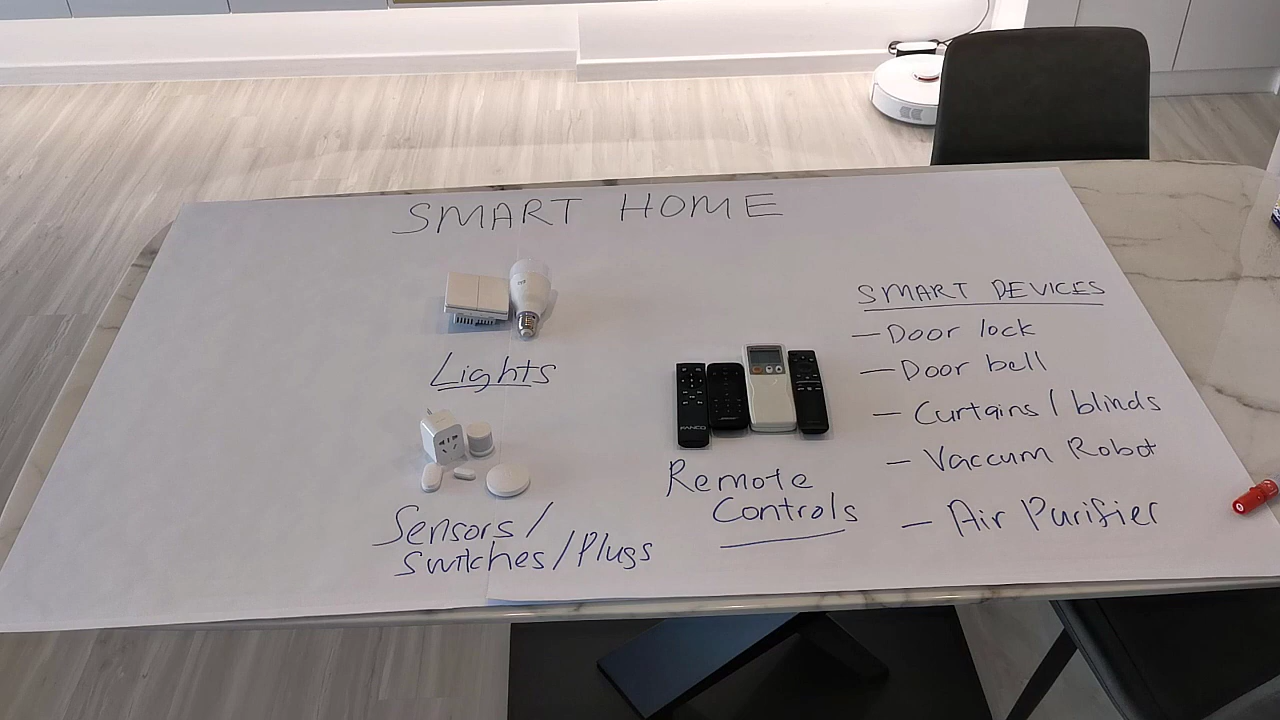 SMART HOME
Lights
Sensors/
Switches/Plugs
FANCO
Remote
Controls
SMART DEVICES
- Door lock
- Door bell
- Curtains / blinds
- Vaccum Robot
- Air Purifier